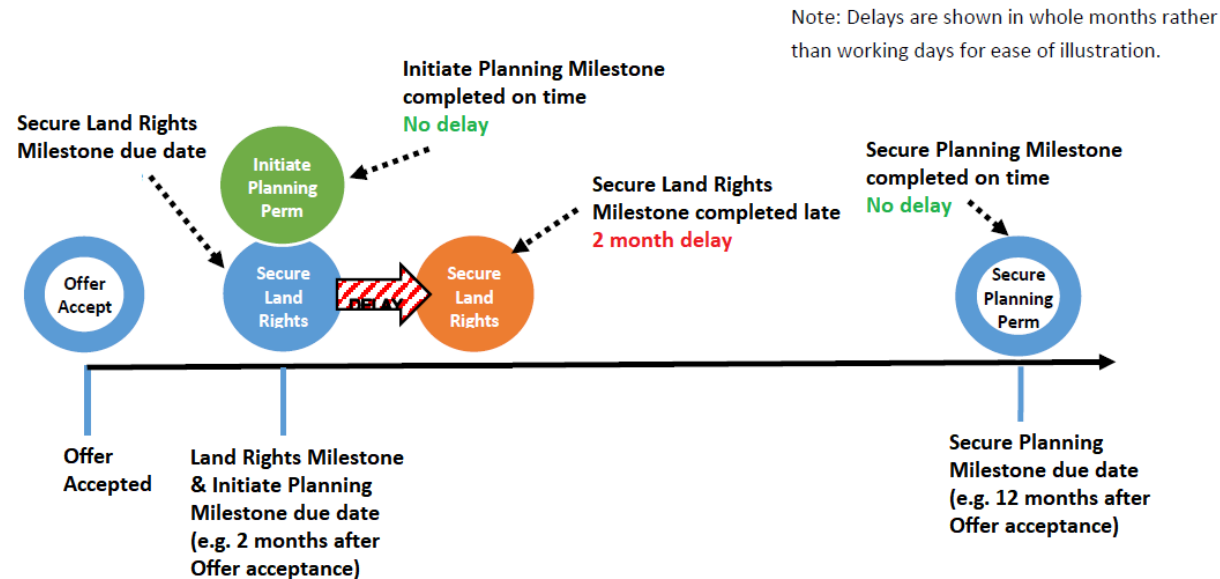 Note: Delays are shown in whole months rather
than working days for ease of illustration.
Initiate Planning Milestone
completed on time
No delay
Secure Land Rights
Milestone due date
Initiate
Planning
Perm
Secure Planning Milestone
completed on time
No delay
Secure Land Rights
Milestone completed late
2 month delay
Offer
Accept
Secure
Land
Rights
DELAY
Secure
Land
Rights
Secure
Planning
Perm
Offer
Accepted
Land Rights Milestone
& Initiate Planning
Milestone due date
(e.g. 2 months after
Offer acceptance)
Secure Planning
Milestone due date
(e.g. 12 months after
Offer acceptance)